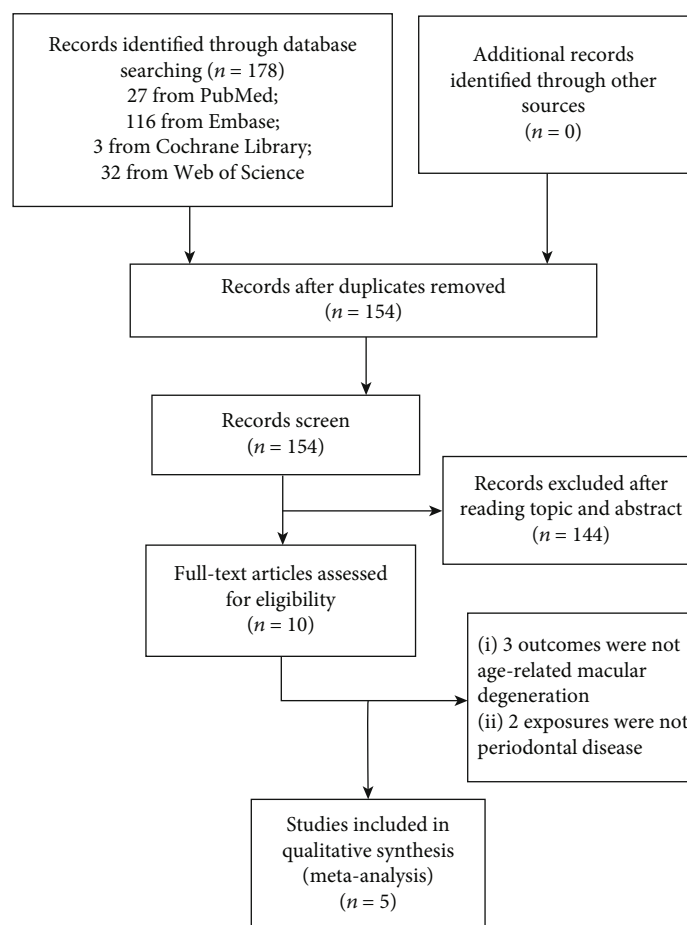 Records identified through database
searching (n = 178)
27 from PubMed;
116 from Embase;
3 from Cochrane Library;
32 from Web of Science
Additional records
identified through other
sources
(n = 0)
Records after duplicates removed
(n = 154)
Records screen
(n = 154)
Records excluded after
reading topic and abstract
(n = 144)
Full-text articles assessed
for eligibility
(n = 10)
(i) 3 outcomes were not
age-related macular
degeneration
(ii) 2 exposures were not
periodontal disease
Studies included in
qualitative synthesis
(meta-analysis)
(n = 5)